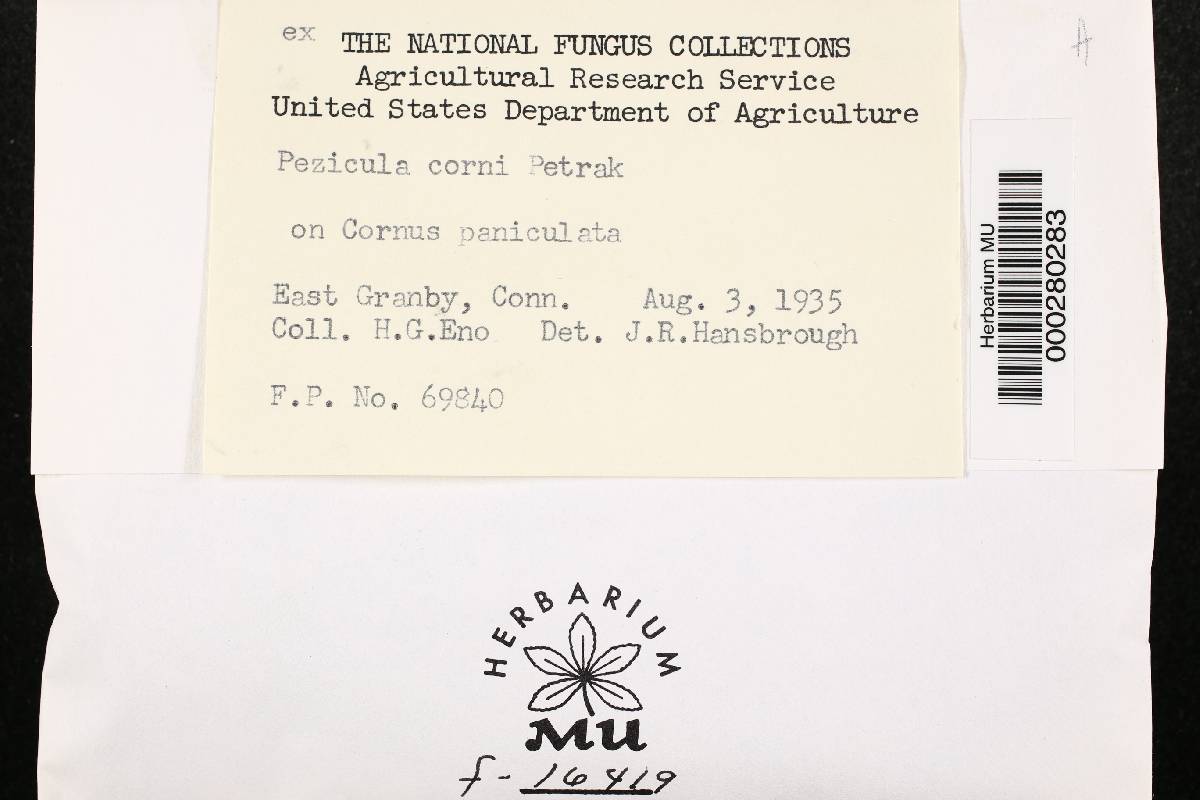 ex THE NATIONAL FUNGUS COLLECTIONS
Agricultural Research Service
United States Department of Agriculture
Pezicula corni Petrak
on Cornus paniculata
East Granby, Conn. Aug. 3, 1935
Coll. H.G.Eno Det. J.R.Hansbrough
F.P. No. 69840
A
Herbarium MU
000280283
HERBARIUM
MU
f-16419